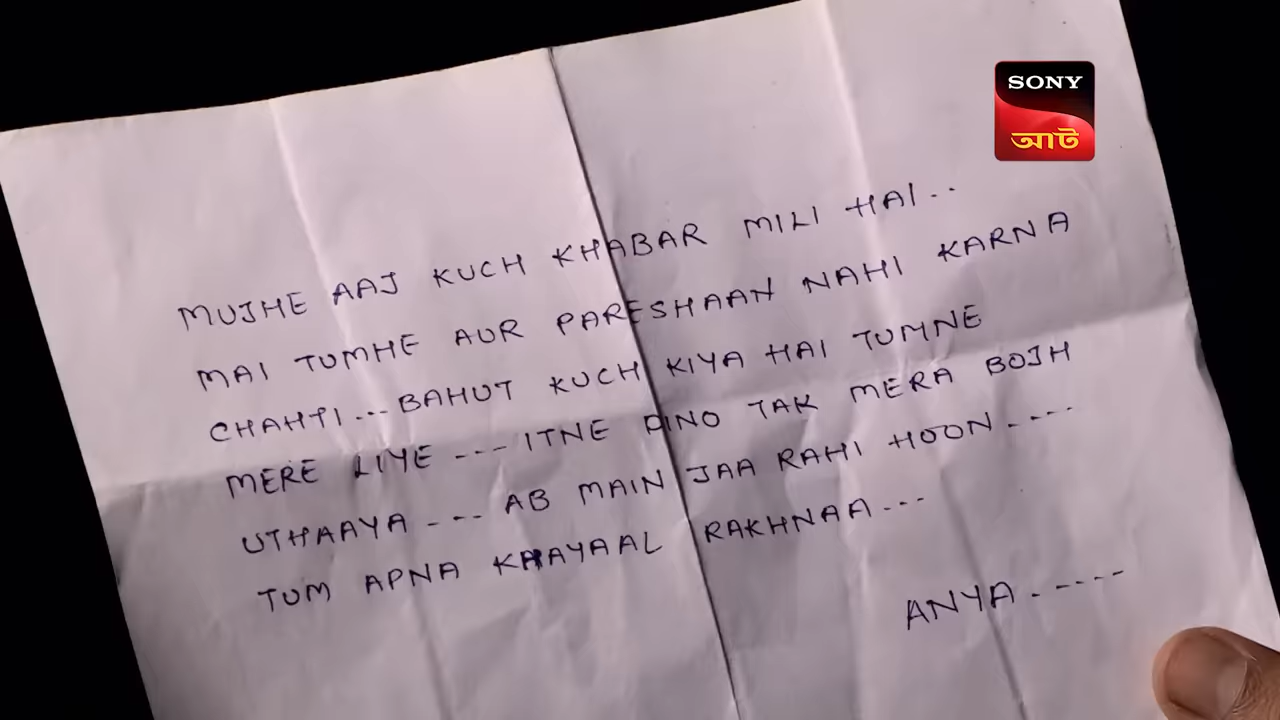 SONY
আট
MUJHE AAJ KUCH KHABAR MILI HAI..
MAI TUMHE AUR PARESHAAN NAHI KARNA
CHAHTI...BAHUT KUCH KIYA HAI TUMNE
MERE LIYE ---ITNE DINO TAK MERA BOJH
UTHAAYA --- AB MAIN JAA RAHI HOON----
TUM APNA KHAYAAL RAKHNAA---
ANYA.----